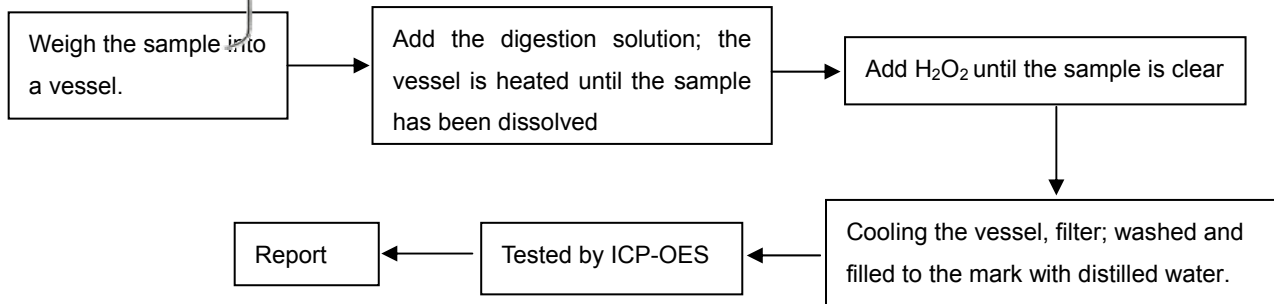 Weigh the sample into
a vessel.
Add the digestion solution; the
vessel is heated until the sample
has been dissolved
Add H₂O₂ until the sample is clear
Cooling the vessel, filter; washed and
filled to the mark with distilled water.
Tested by ICP-OES
Report